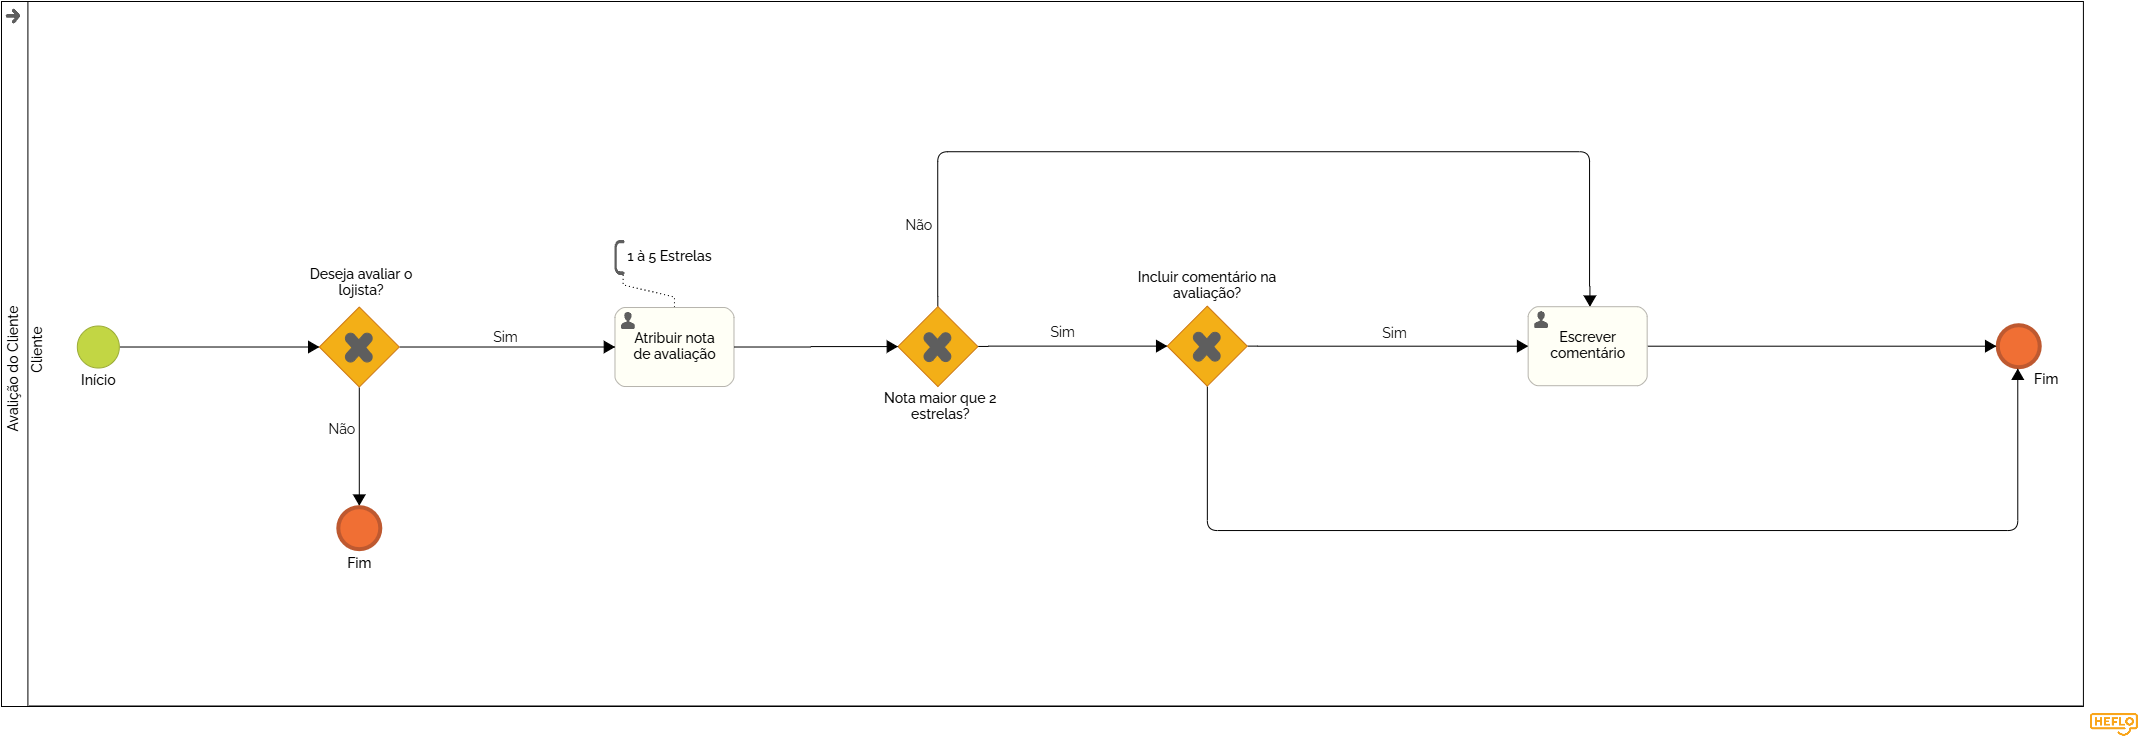 Avalição do Cliente
Cliente
Início
Deseja avaliar o
lojista?
Sim
Não
Fim
1 à 5 Estrelas
Atribuir nota
de avaliação
Não
Nota maior que 2
estrelas?
Sim
Incluir comentário na
avaliação?
Sim
Escrever
comentário
Fim
HEFLO